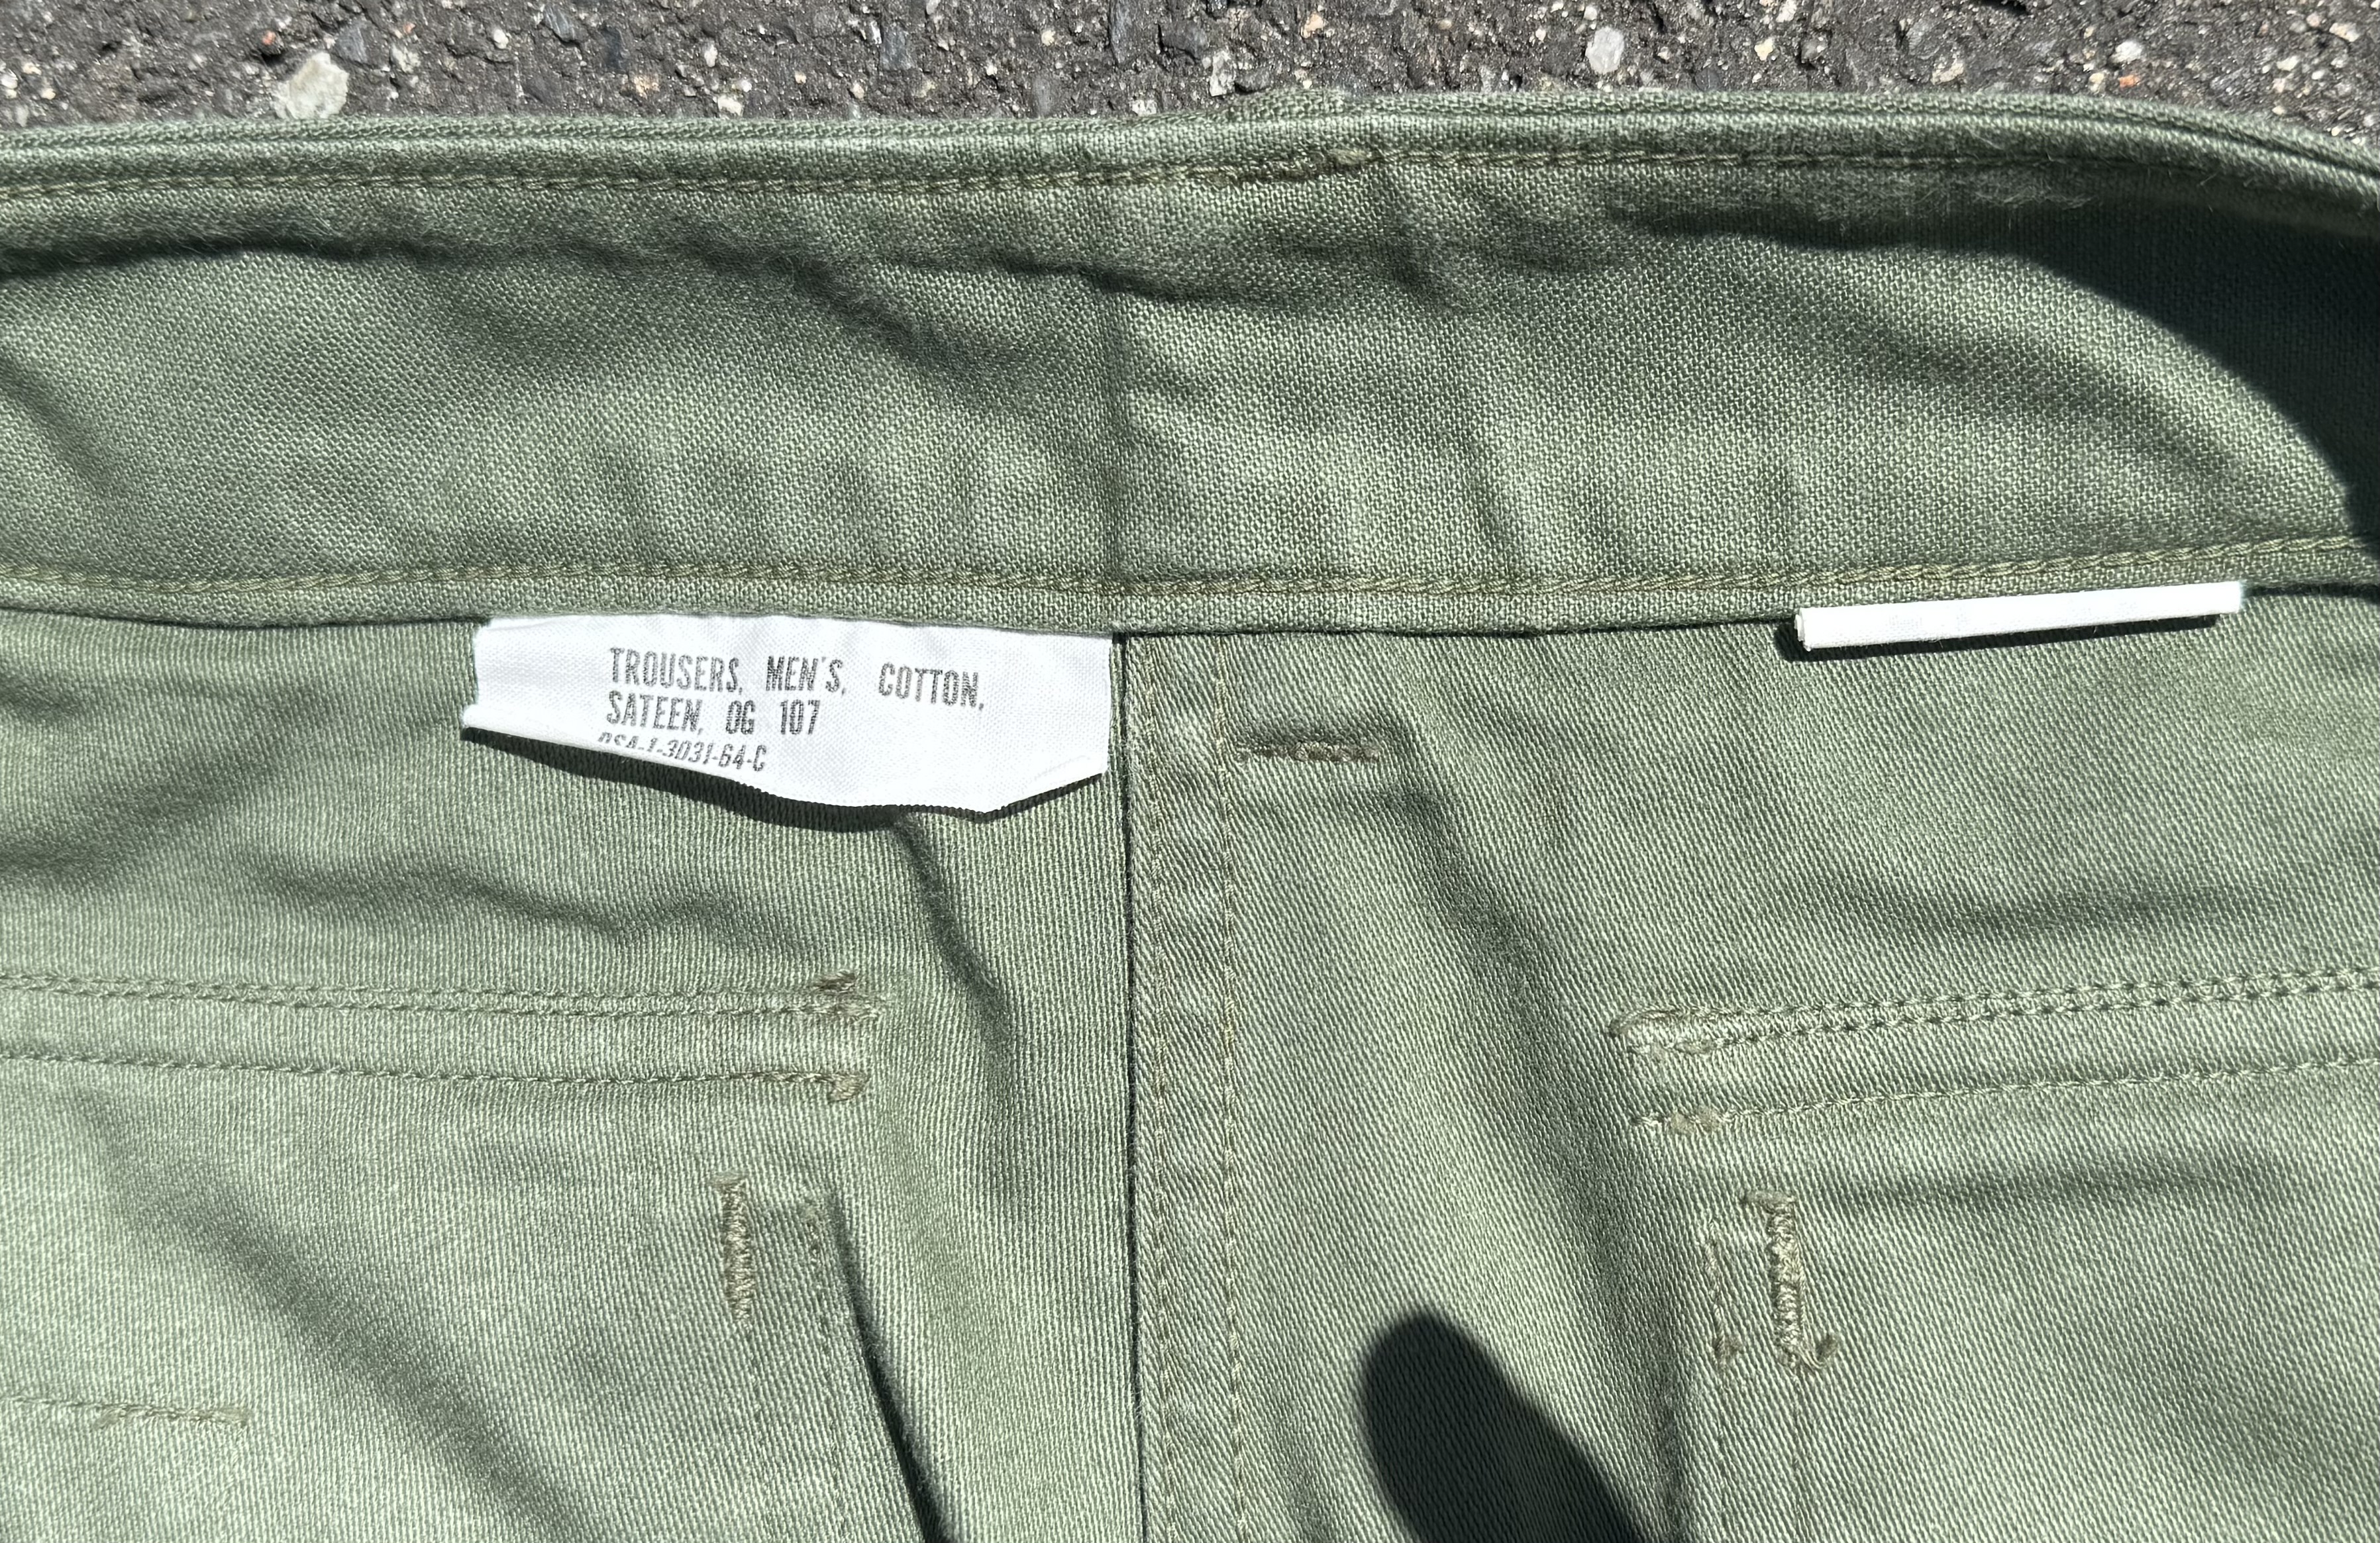 TROUSERS, MEN'S, COTTON,
SATEEN, OG 107
DSA-1-3031-64-C